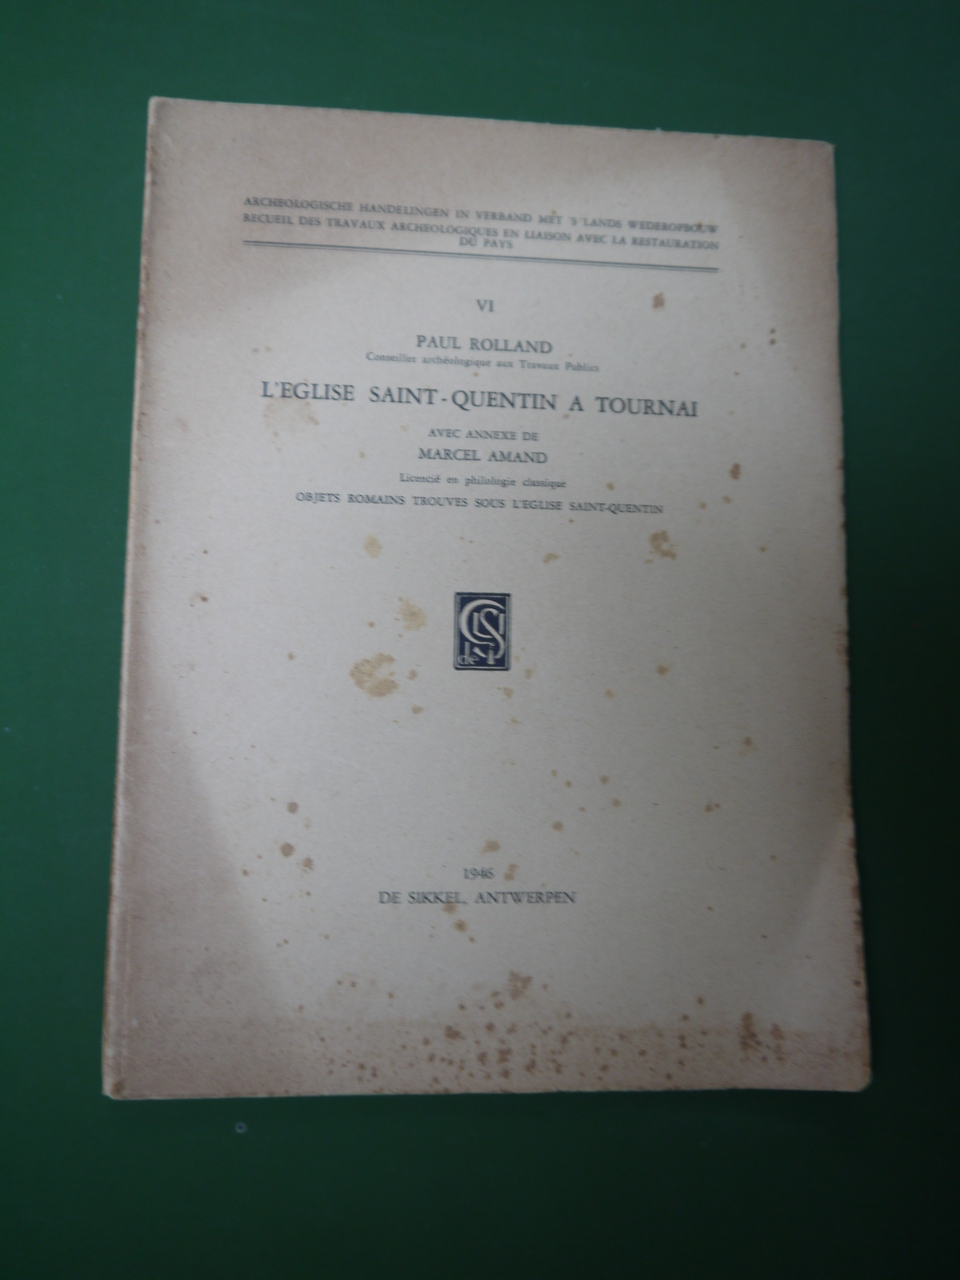 ARCHEOLOGISCHE HANDELINGEN IN VERBAND MET 'S LANDS WEDEROPBOUW
RECUEIL DES TRAVAUX ARCHEOLOGIQUES EN LIAISON AVEC LA RESTAURATION
DU PAYS
VI
PAUL ROLLAND
Conseiller archéologique aux Travaux Publics
L'EGLISE SAINT-QUENTIN A TOURNAI
AVEC ANNEXE DE
MARCEL AMAND
Licencié en philologie classique
OBJETS ROMAINS TROUVES SOUS L'EGLISE SAINT-QUENTIN
de S
1946
DE SIKKEL, ANTWERPEN